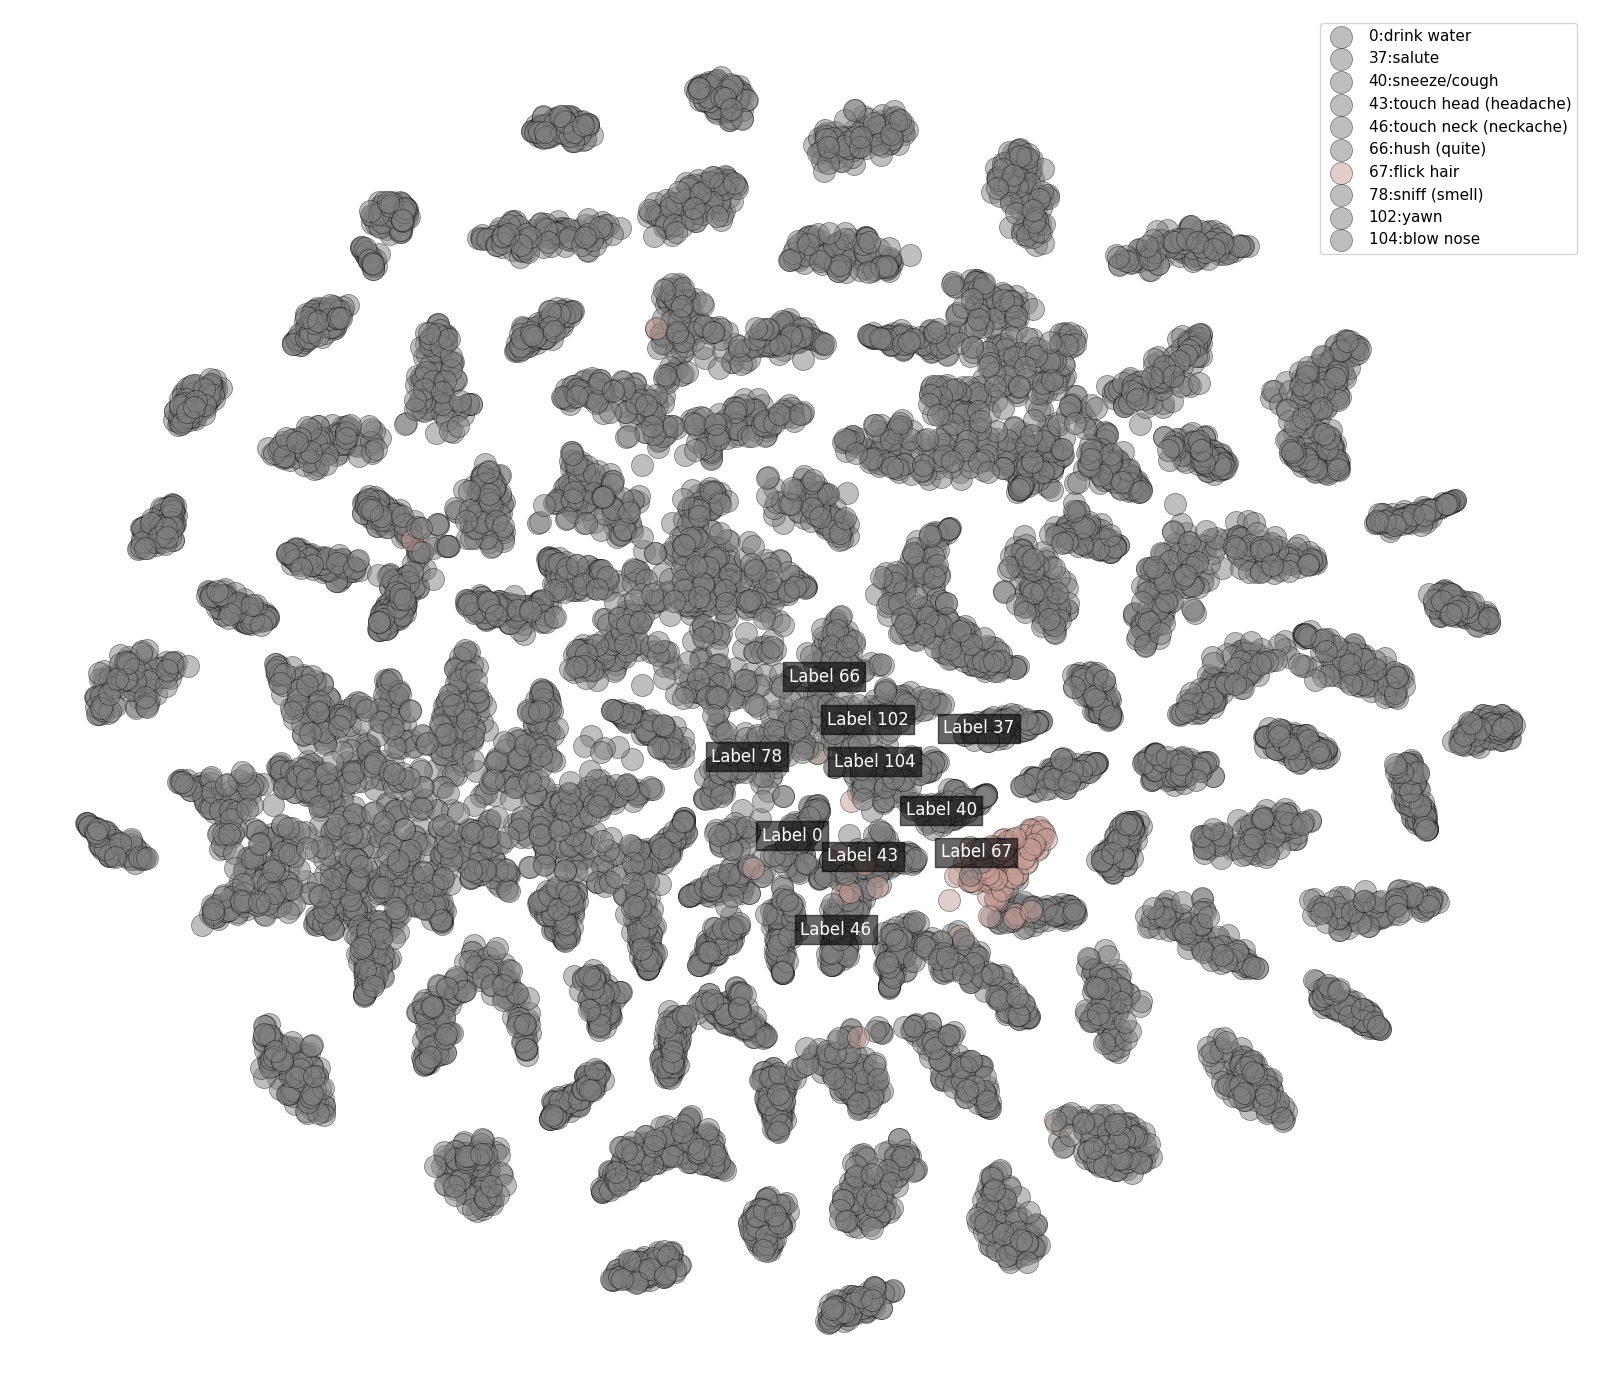 0:drink water
37:salute
40:sneeze/cough
43:touch head (headache)
46:touch neck (neckache)
66:hush (quite)
67:flick hair
78:sniff (smell)
102:yawn
104:blow nose
Label 66
Label 102
Label 37
Label 78
Label 104
Label 40
Label 0
Label 43
Label 67
Label 46